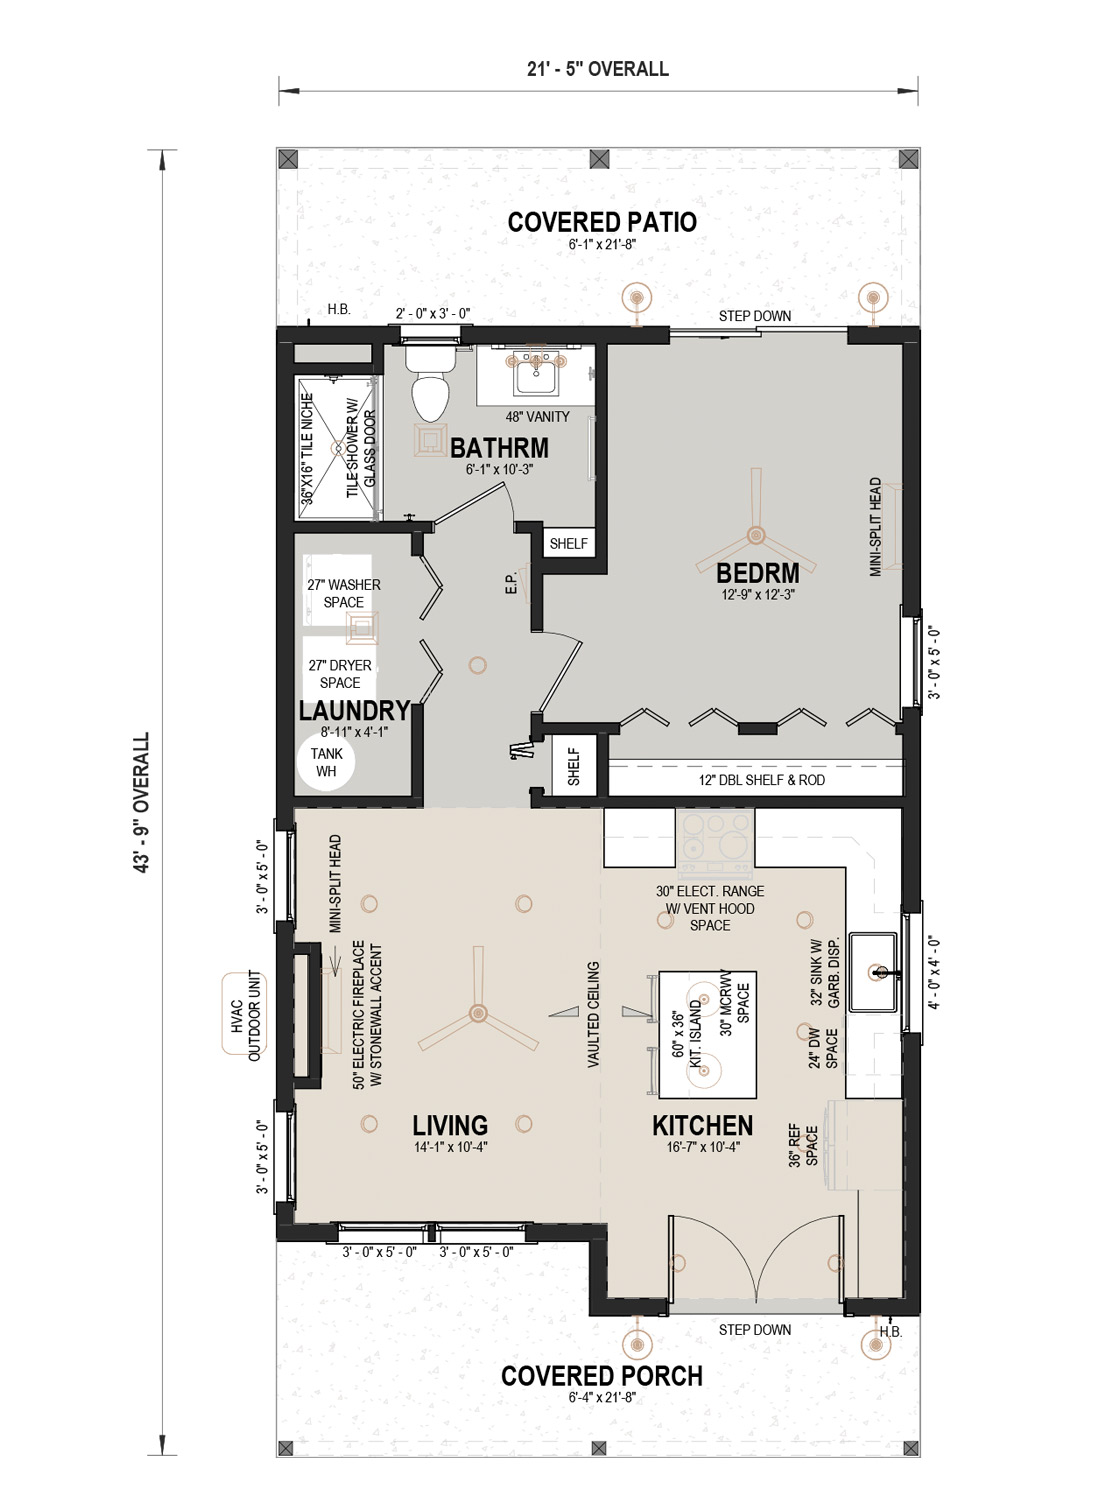 21' - 5" OVERALL
43' - 9" OVERALL
COVERED PATIO
6'-1" x 21'-8"
H.B.
2' - 0" x 3' - 0"
STEP DOWN
36"X16" TILE NICHE
TILE SHOWER W/
GLASS DOOR
48" VANITY
BATHRM
6'-1" x 10'-3"
SHELF
MINI-SPLIT HEAD
BEDRM
12'-9" x 12'-3"
E.P.
27" WASHER
SPACE
27" DRYER
SPACE
LAUNDRY
8'-11" x 4'-1"
TANK
WH
3' - 0" x 5' - 0"
SHELF
12" DBL SHELF & ROD
3' - 0" x 5' - 0"
MINI-SPLIT HEAD
30" ELECT. RANGE
W/ VENT HOOD
SPACE
HVAC
OUTDOOR UNIT
50" ELECTRIC FIREPLACE
W/ STONEWALL ACCENT
VAULTED CEILING
60" x 36"
KIT. ISLAND
30" MCRWV
SPACE
32" SINK W/
GARB. DISP.
24" DW
SPACE
4' - 0" x 4' - 0"
LIVING
14'-1" x 10'-4"
KITCHEN
16'-7" x 10'-4"
36" REF
SPACE
3' - 0" x 5' - 0"
3' - 0" x 5' - 0"
3' - 0" x 5' - 0"
STEP DOWN
H.B.
COVERED PORCH
6'-4" x 21'-8"